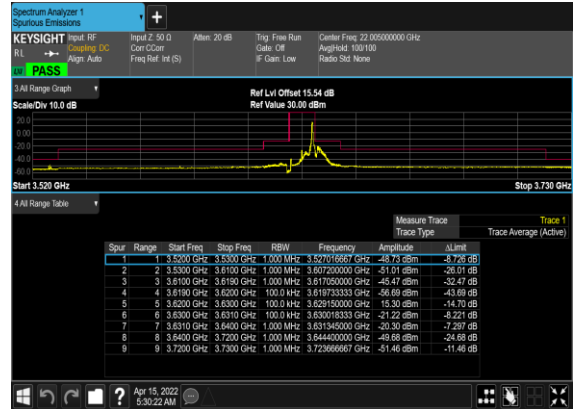 Spectrum Analyzer 1
Spurious Emissions
KEYSIGHT Input: RF Input Z: 50 Ω Atten: 20 dB Trig: Free Run Center Freq: 22.005000000 GHz
RL Coupling: DC Corr CCorr Gate: Off Avg|Hold: 100/100
Align: Auto Freq Ref: Int (S) IF Gain: Low Radio Std: None
PASS
3 All Range Graph
Ref Lvl Offset 15.54 dB
Scale/Div 10.0 dB Ref Value 30.00 dBm
20.0
0.00
-20.0
-40.0
-60.0
Start 3.520 GHz Stop 3.730 GHz
4 All Range Table
Measure Trace Trace 1
Trace Type Trace Average (Active)
Spur Range Start Freq Stop Freq RBW Frequency Amplitude ΔLimit
1 1 3.5200 GHz 3.5300 GHz 1.000 MHz 3.527016667 GHz -48.73 dBm -8.726 dB
2 2 3.5300 GHz 3.6100 GHz 1.000 MHz 3.607200000 GHz -51.01 dBm -26.01 dB
3 3 3.6100 GHz 3.6190 GHz 1.000 MHz 3.617050000 GHz -45.47 dBm -32.47 dB
4 4 3.6190 GHz 3.6200 GHz 100.0 kHz 3.619733333 GHz -56.69 dBm -43.69 dB
5 5 3.6200 GHz 3.6300 GHz 100.0 kHz 3.629150000 GHz 15.30 dBm -14.70 dB
6 6 3.6300 GHz 3.6310 GHz 100.0 kHz 3.630018333 GHz -21.22 dBm -8.221 dB
7 7 3.6310 GHz 3.6400 GHz 1.000 MHz 3.631345000 GHz -20.30 dBm -7.297 dB
8 8 3.6400 GHz 3.7200 GHz 1.000 MHz 3.644400000 GHz -49.68 dBm -24.68 dB
9 9 3.7200 GHz 3.7300 GHz 1.000 MHz 3.723666667 GHz -51.46 dBm -11.46 dB
Apr 15, 2022
5:30:22 AM